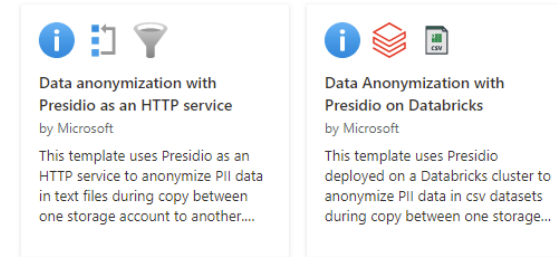 Data anonymization with
Presidio as an HTTP service
by Microsoft
This template uses Presidio as an
HTTP service to anonymize PII data
in text files during copy between
one storage account to another....
CSV
Data Anonymization with
Presidio on Databricks
by Microsoft
This template uses Presidio
deployed on a Databricks cluster to
anonymize PII data in csv datasets
during copy between one storage...